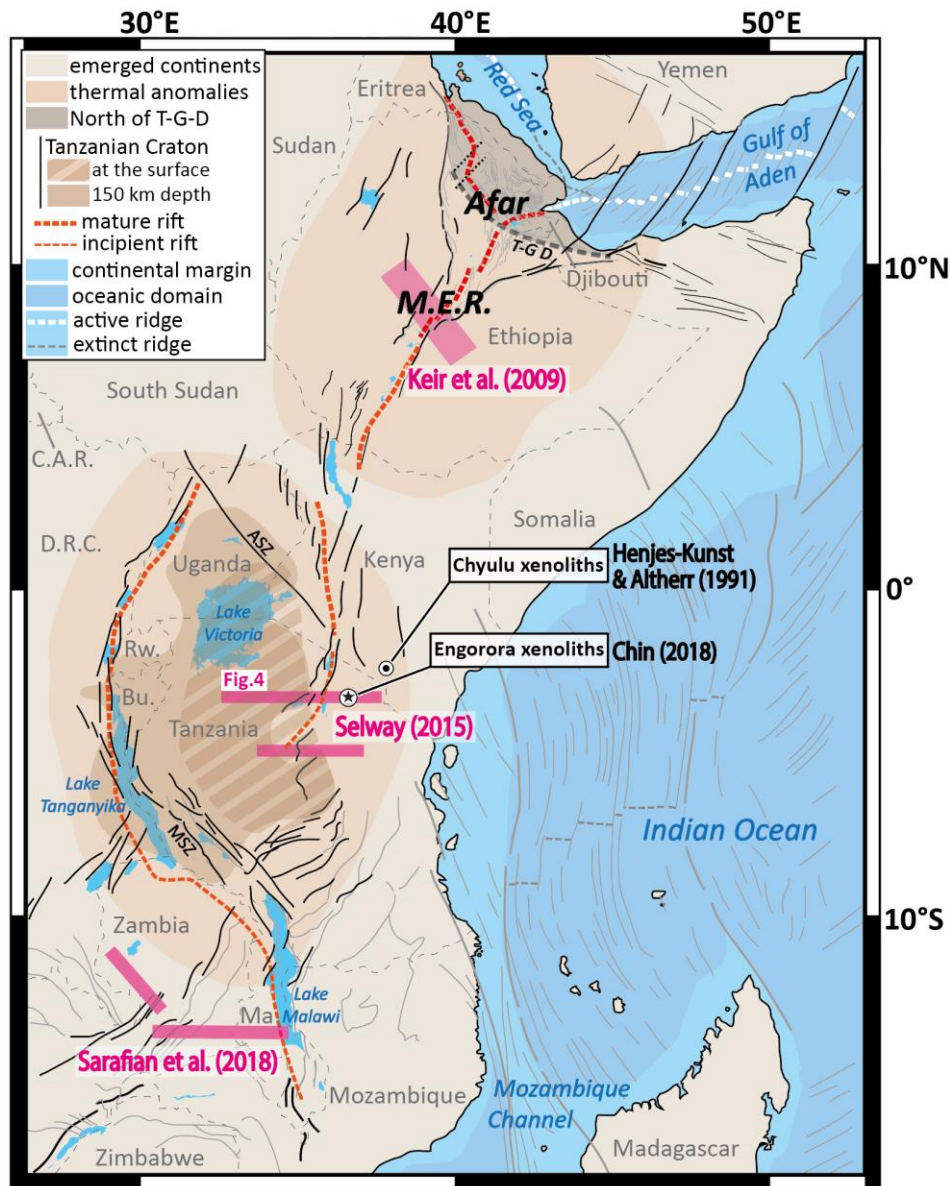 30°E
40°E
50°E
emerged continents
thermal anomalies
North of T-G-D
Tanzanian Craton
at the surface
150 km depth
mature rift
incipient rift
continental margin
oceanic domain
active ridge
extinct ridge
Eritrea
Red Sea
Yemen
Sudan
Gulf of
Aden
Afar
T-G-D
Djibouti
10°N
M.E.R.
Ethiopia
Keir et al. (2009)
South Sudan
C.A.R.
Somalia
D.R.C.
ASZ
Uganda
Kenya
Chyulu xenoliths
Henjes-Kunst
& Altherr (1991)
0°
Lake
Victoria
Rw.
Engorora xenoliths
Chin (2018)
Fig.4
Bu.
Tanzania
Selway (2015)
Lake
Tanganyika
MSZ
Indian Ocean
10°S
Zambia
Ma.
Lake
Malawi
Sarafian et al. (2018)
Mozambique
Mozambique
Channel
Zimbabwe
Madagascar